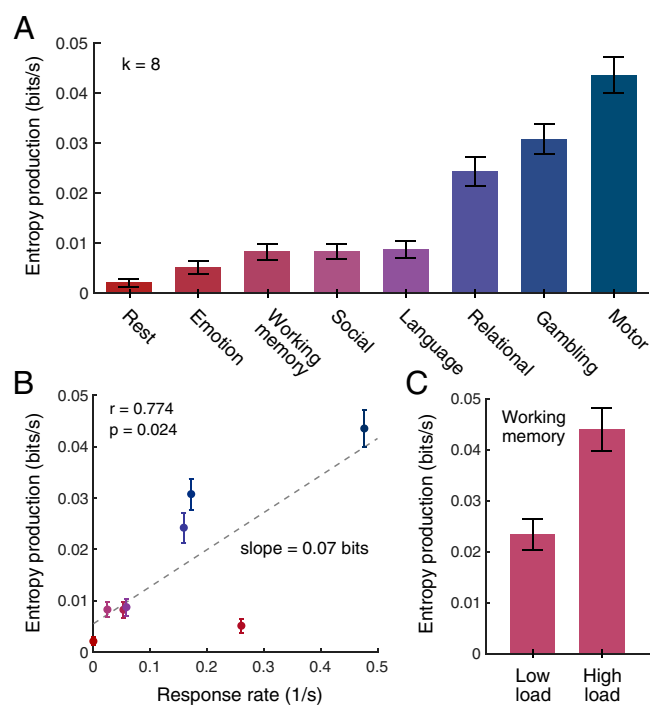 A
Entropy production (bits/s)
0.05
0.04
0.03
0.02
0.01
0
k = 8
Rest
Emotion
Working
memory
Social
Language
Relational
Gambling
Motor
B
Entropy production (bits/s)
0.05
0.04
0.03
0.02
0.01
0
r = 0.774
p = 0.024
slope = 0.07 bits
0
0.1
0.2
0.3
0.4
0.5
Response rate (1/s)
C
Entropy production (bits/s)
0.05
0.04
0.03
0.02
0.01
0
Working
memory
Low
load
High
load